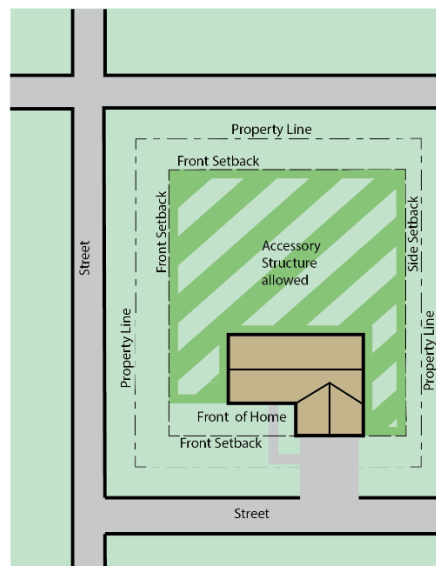 Property Line
Front Setback
Front Setback
Side Setback
Street
Accessory
Structure
allowed
Property Line
Property Line
Front of Home
Front Setback
Street